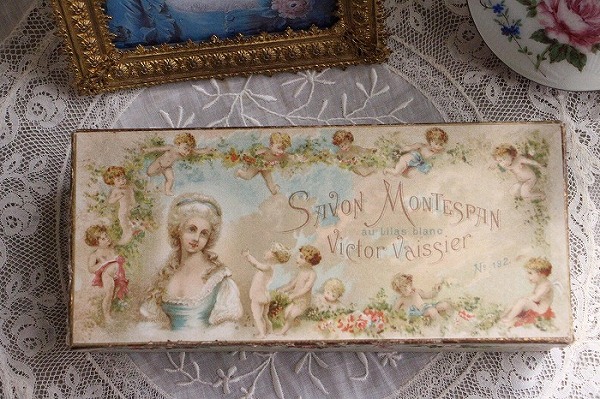 SAVON MONTESPAN
au Lilas blanc
Victor Vaissier
No 182